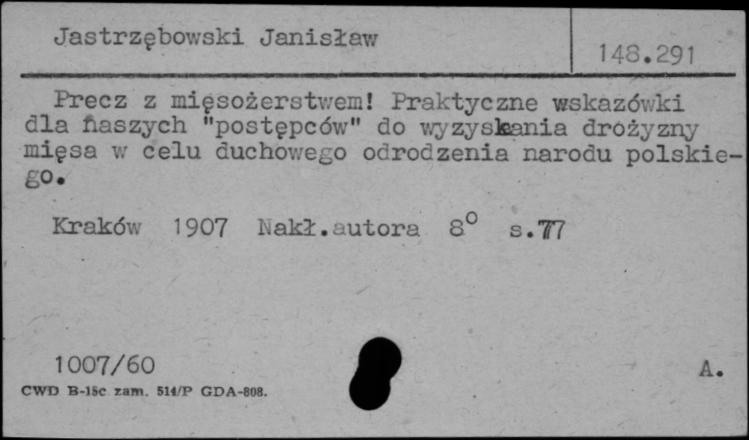 Jastrzębowski Janisław
148.291
Precz z mięsożerstwem! Praktyczne wskazówki
dla naszych "postępców" do wyzyskania drożyzny
mięsa w celu duchowego odrodzenia narodu polskie-
go.
Kraków 1907 Nakł.autora 8° s.77
1007/60
A.
CWD B-15c zam. 514/P GDA-808.